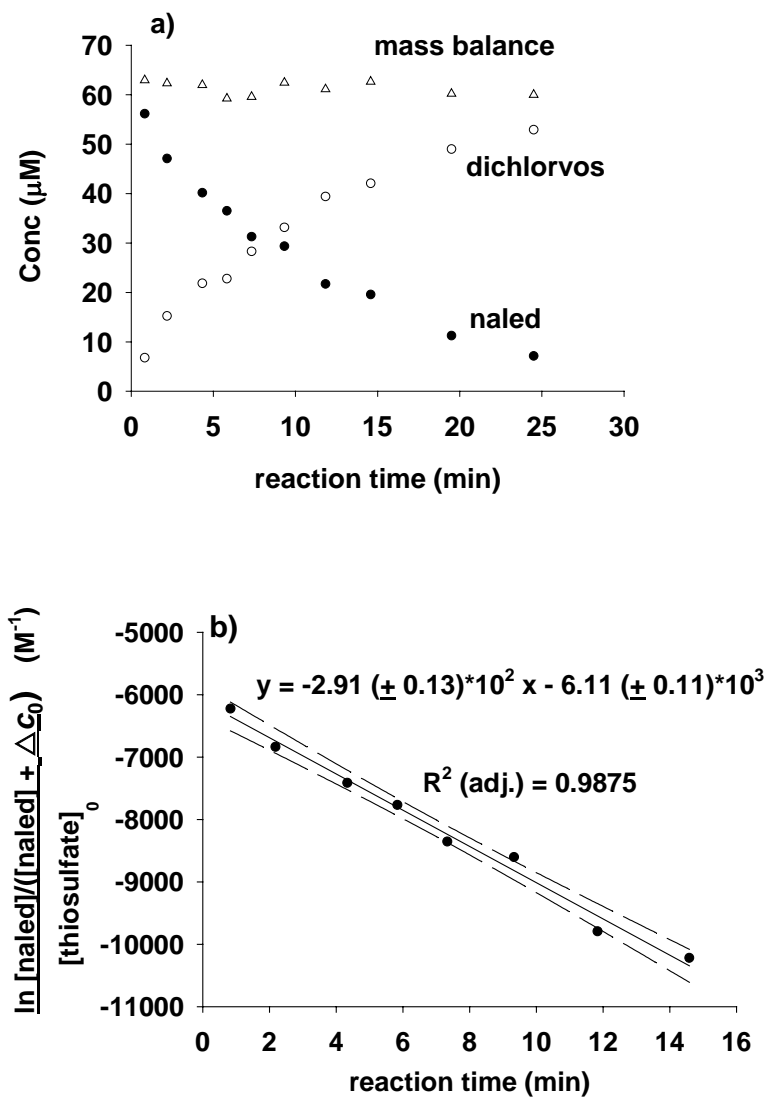 a)
mass balance
dichlorvos
naled
Conc (μM)
70
60
50
40
30
20
10
0
0 5 10 15 20 25 30
reaction time (min)
b)
y = -2.91 (± 0.13)*10² x - 6.11 (± 0.11)*10³
R² (adj.) = 0.9875
ln [naled]/([naled] + △c₀) (M⁻¹)
[thiosulfate]₀
-5000
-6000
-7000
-8000
-9000
-10000
-11000
0 2 4 6 8 10 12 14 16
reaction time (min)